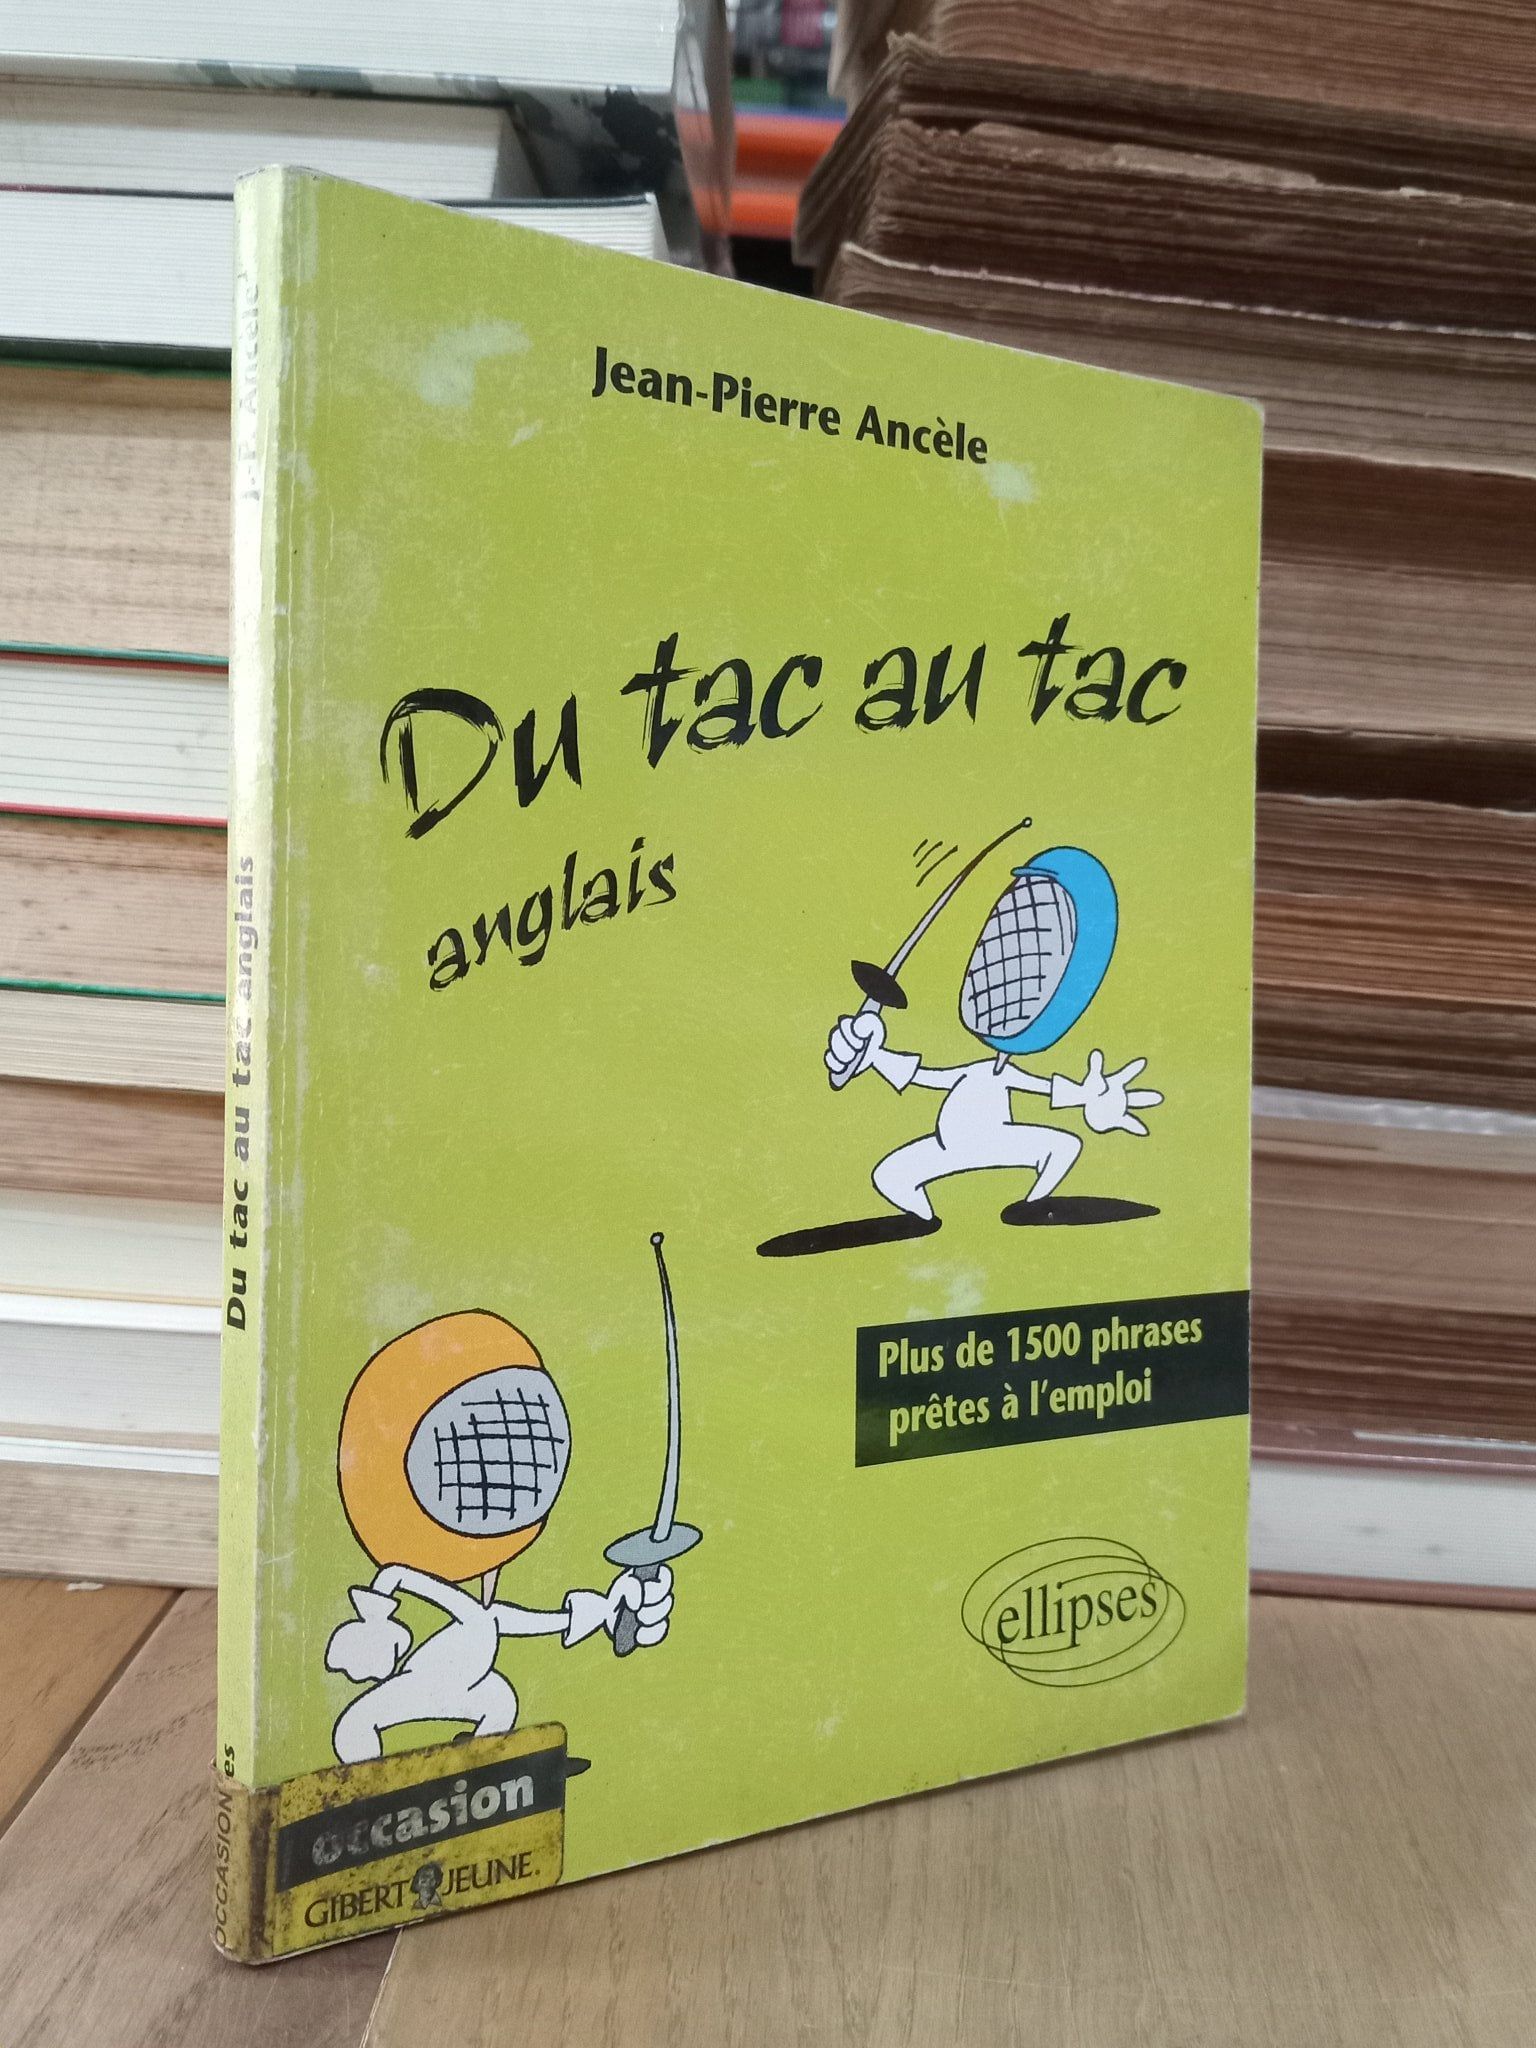 Jean-Pierre Ancèle
Du tac au tac
anglais
Plus de 1500 phrases
prêtes à l'emploi
ellipses
occasion
GIBERT JEUNE.
J.-P. Ancèle
Du tac au tac anglais
es
OCCASION